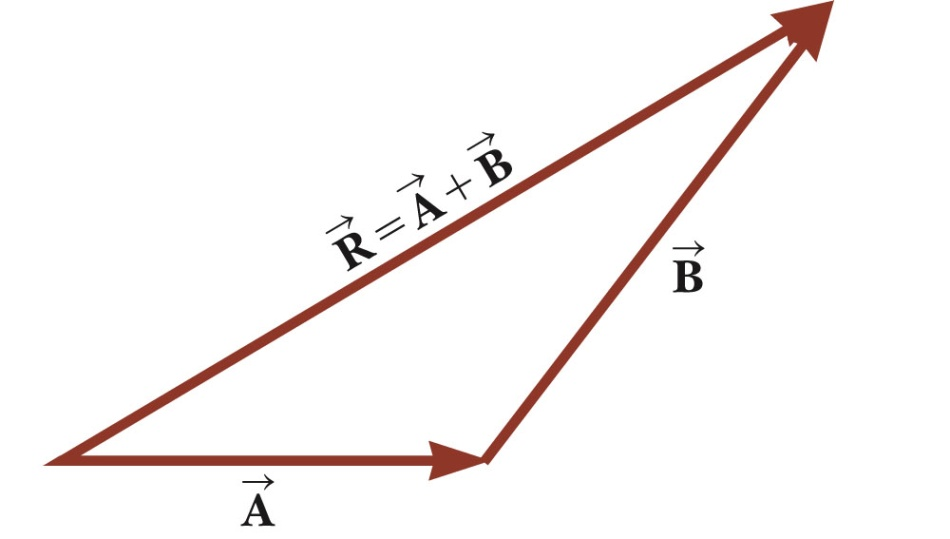 R⃗ = A⃗ + B⃗
B⃗
A⃗